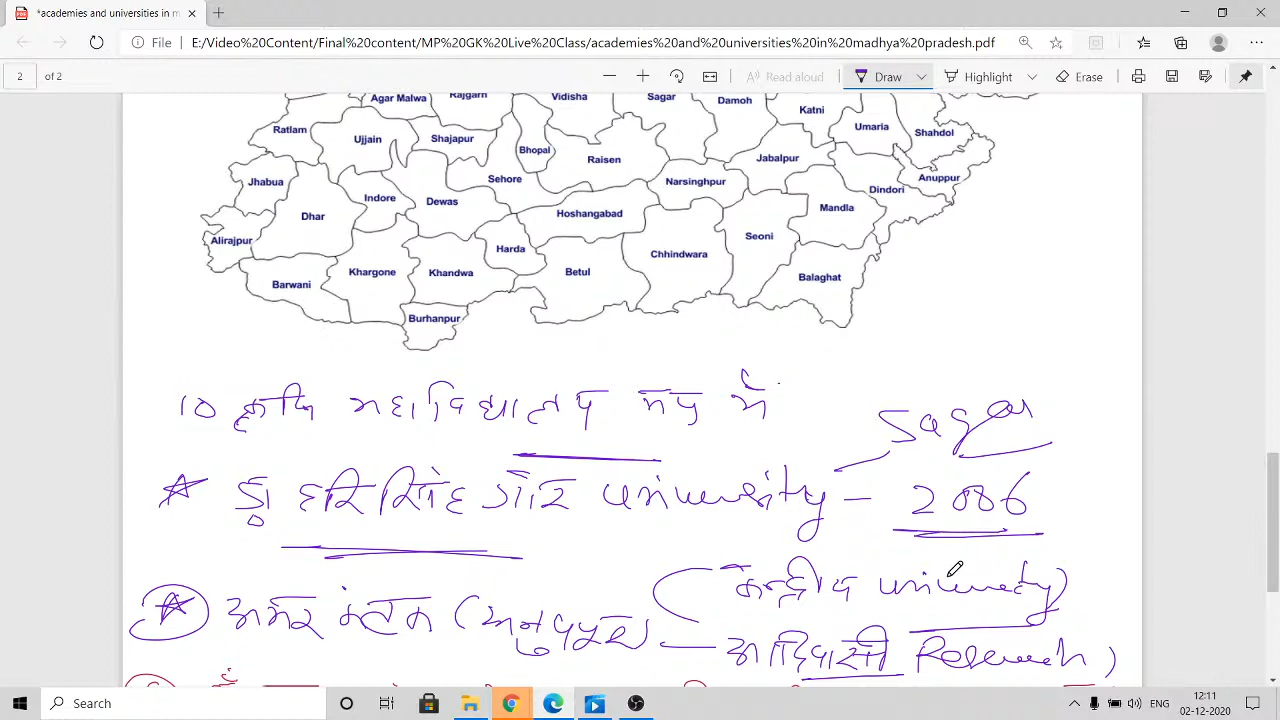 *academies and universities in m
File E:/Video%20Content/Final%20content/MP%20GK%20Live%20Class/academies%20and%20universities%20in%20madhya%20pradesh.pdf
2 of 2 Read aloud Draw Highlight Erase
Agar Malwa Rajgarh Vidisha Sagar Damoh Katni
Ratlam Ujjain Shajapur Bhopal Raisen Jabalpur Umaria Shahdol
Jhabua Indore Dewas Sehore Narsinghpur Dindori Anuppur
Alirajpur Dhar Harda Hoshangabad Chhindwara Seoni Mandla
Barwani Khargone Khandwa Betul Balaghat
Burhanpur
10 कृषि महाविद्यालय मप्र में
Sagar
* डा हरिसिंह गौर university –
* अमर कंटक (
केन्द्रीय university
आदिवासी Research)
Search
ENG
12:11
02-12-2020